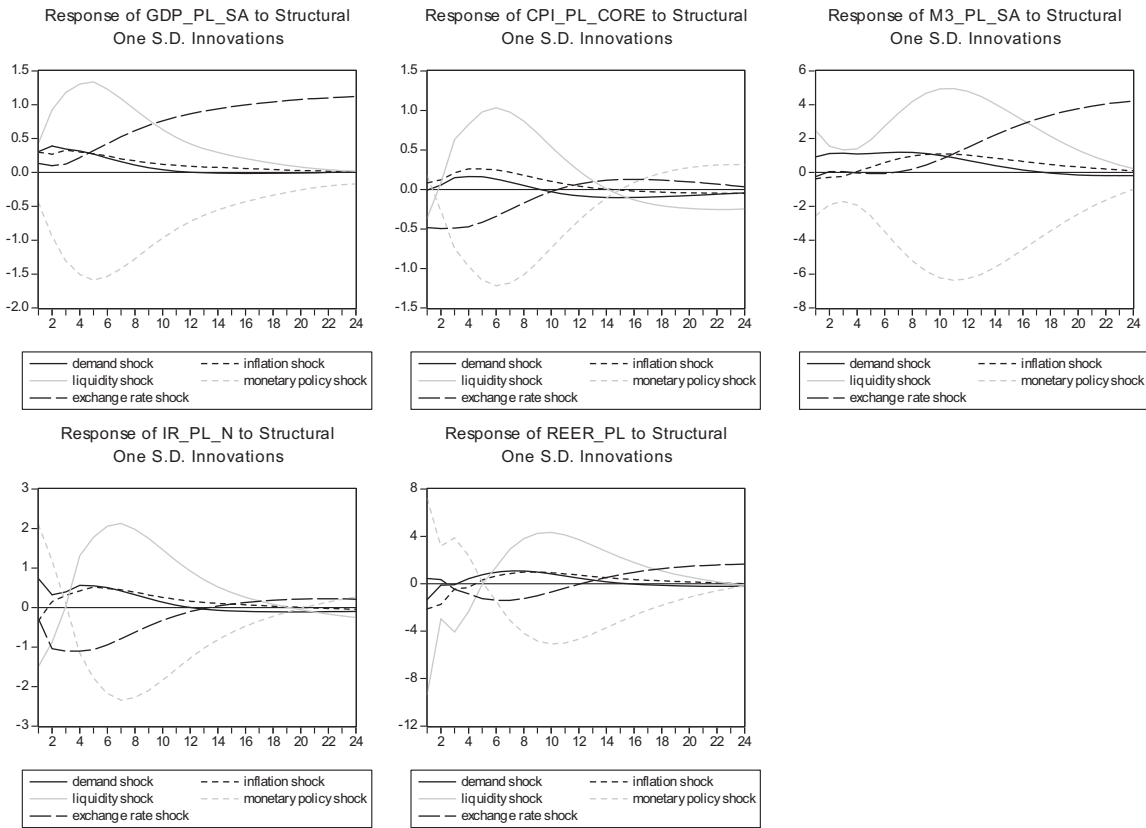 Response of GDP_PL_SA to Structural
One S.D. Innovations
1.5
1.0
0.5
0.0
-0.5
-1.0
-1.5
-2.0
2 4 6 8 10 12 14 16 18 20 22 24
demand shock inflation shock
liquidity shock monetary policy shock
exchange rate shock
Response of CPI_PL_CORE to Structural
One S.D. Innovations
1.5
1.0
0.5
0.0
-0.5
-1.0
-1.5
2 4 6 8 10 12 14 16 18 20 22 24
demand shock inflation shock
liquidity shock monetary policy shock
exchange rate shock
Response of M3_PL_SA to Structural
One S.D. Innovations
6
4
2
0
-2
-4
-6
-8
2 4 6 8 10 12 14 16 18 20 22 24
demand shock inflation shock
liquidity shock monetary policy shock
exchange rate shock
Response of IR_PL_N to Structural
One S.D. Innovations
3
2
1
0
-1
-2
-3
2 4 6 8 10 12 14 16 18 20 22 24
demand shock inflation shock
liquidity shock monetary policy shock
exchange rate shock
Response of REER_PL to Structural
One S.D. Innovations
8
4
0
-4
-8
-12
2 4 6 8 10 12 14 16 18 20 22 24
demand shock inflation shock
liquidity shock monetary policy shock
exchange rate shock